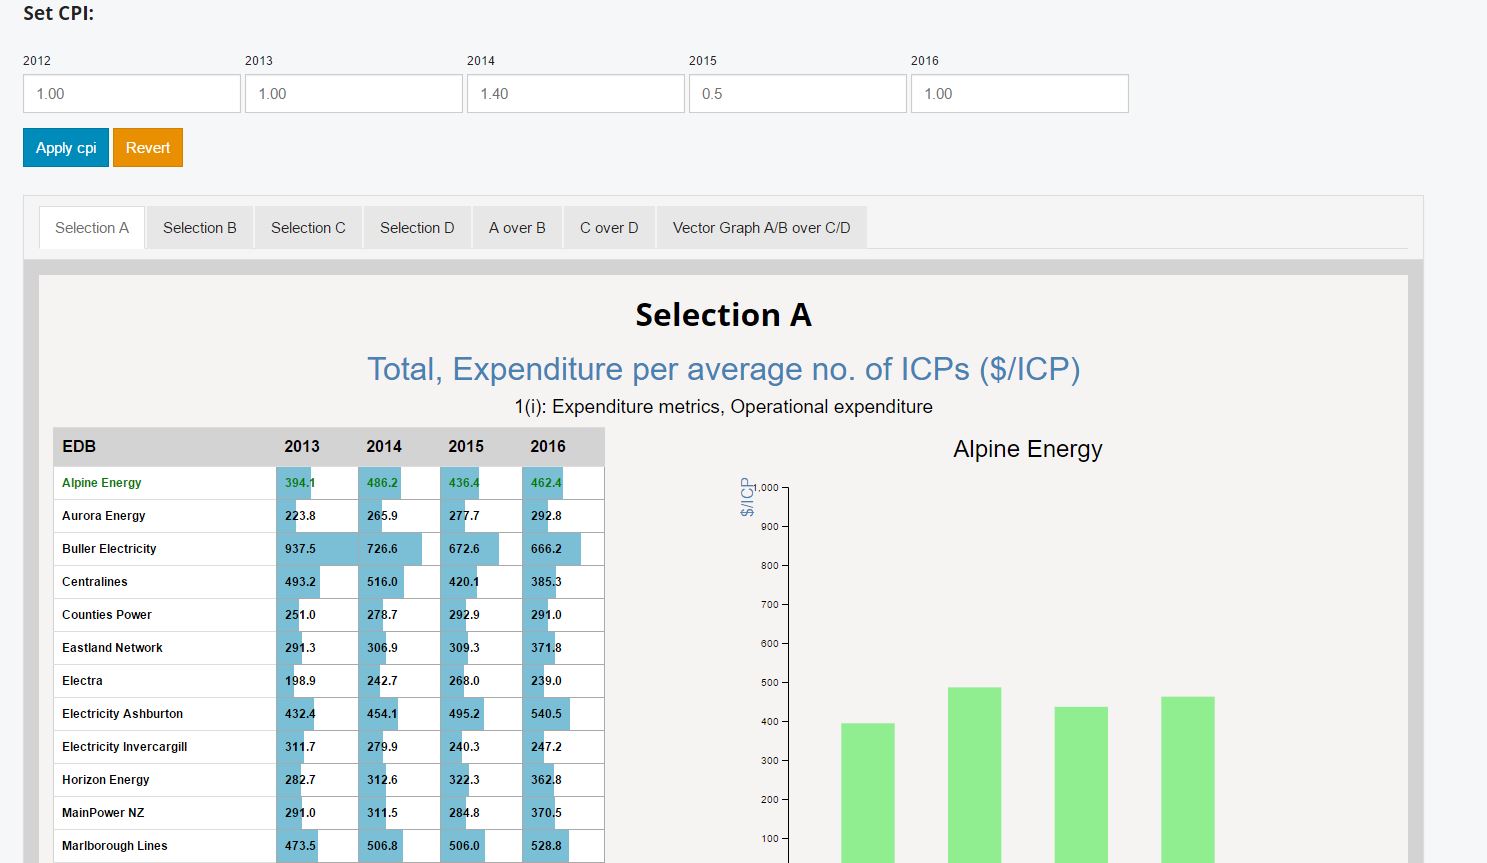 Set CPI:
2012 2013 2014 2015 2016
1.00 1.00 1.40 0.5 1.00
Apply cpi Revert
Selection A Selection B Selection C Selection D A over B C over D Vector Graph A/B over C/D
Selection A
Total, Expenditure per average no. of ICPs ($/ICP)
1(i): Expenditure metrics, Operational expenditure
EDB 2013 2014 2015 2016
Alpine Energy 394.1 486.2 436.4 462.4
Aurora Energy 223.8 265.9 277.7 292.8
Buller Electricity 937.5 726.6 672.6 666.2
Centralines 493.2 516.0 420.1 385.3
Counties Power 251.0 278.7 292.9 291.0
Eastland Network 291.3 306.9 309.3 371.8
Electra 198.9 242.7 268.0 239.0
Electricity Ashburton 432.4 454.1 495.2 540.5
Electricity Invercargill 311.7 279.9 240.3 247.2
Horizon Energy 282.7 312.6 322.3 362.8
MainPower NZ 291.0 311.5 284.8 370.5
Marlborough Lines 473.5 506.8 506.0 528.8
Alpine Energy
$/ICP
1,000
900
800
700
600
500
400
300
200
100